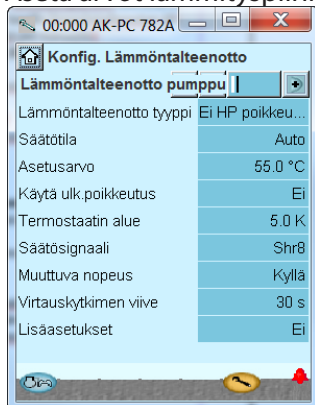 00:000 AK-PC 782A
Konfig. Lämmöntalteenotto
Lämmöntalteenotto pumppu
Lämmöntalteenotto tyyppi Ei HP poikkeu...
Säätötila Auto
Asetusarvo 55.0 °C
Käytä ulk.poikkeutus Ei
Termostaatin alue 5.0 K
Säätösignaali Shr8
Muuttuva nopeus Kyllä
Virtauskytkimen viive 30 s
Lisäasetukset Ei